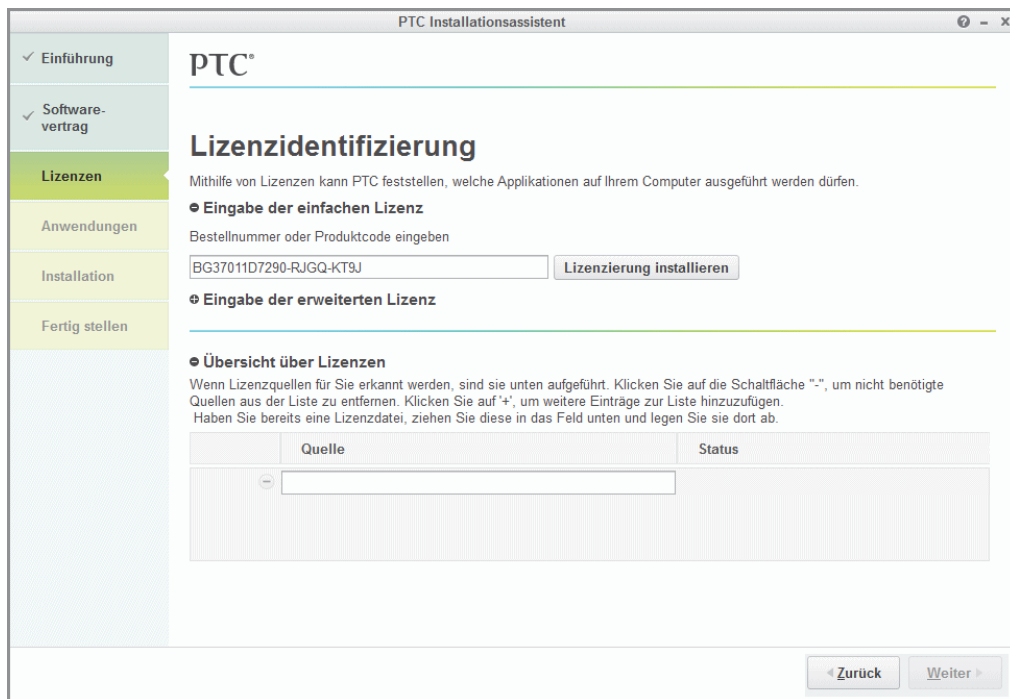 PTC Installationsassistent
Einführung
Software-
vertrag
Lizenzen
Anwendungen
Installation
Fertig stellen
PTC®
Lizenzidentifizierung
Mithilfe von Lizenzen kann PTC feststellen, welche Applikationen auf Ihrem Computer ausgeführt werden dürfen.
Eingabe der einfachen Lizenz
Bestellnummer oder Produktcode eingeben
BG37011D7290-RJGQ-KT9J Lizenzierung installieren
Eingabe der erweiterten Lizenz
Übersicht über Lizenzen
Wenn Lizenzquellen für Sie erkannt werden, sind sie unten aufgeführt. Klicken Sie auf die Schaltfläche "-", um nicht benötigte
Quellen aus der Liste zu entfernen. Klicken Sie auf '+', um weitere Einträge zur Liste hinzuzufügen.
Haben Sie bereits eine Lizenzdatei, ziehen Sie diese in das Feld unten und legen Sie sie dort ab.
Quelle Status
Zurück Weiter